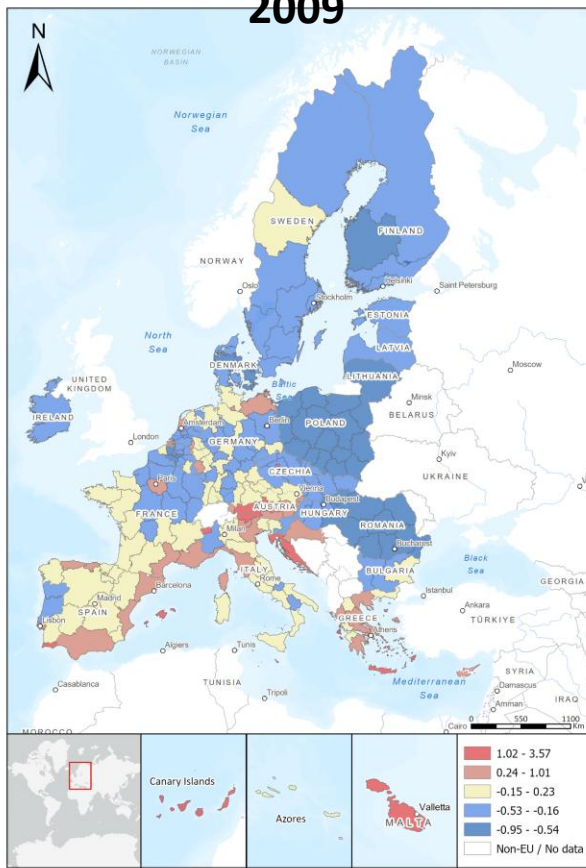 2009
N
NORWEGIAN
BASIN
Norwegian
Sea
SWEDEN
FINLAND
NORWAY
Oslo
Helsinki
Saint Petersburg
Stockholm
ESTONIA
North
Sea
LATVIA
Moscow
DENMARK
LITHUANIA
Baltic
Sea
UNITED
KINGDOM
Minsk
BELARUS
IRELAND
Amsterdam
Berlin
POLAND
London
GERMANY
Kyiv
UKRAINE
CZECHIA
Paris
Vienna
Budapest
FRANCE
AUSTRIA
HUNGARY
Milan
ROMANIA
Bucharest
ITALY
BULGARIA
Black
Sea
GEORGIA
Barcelona
Rome
Istanbul
Madrid
Ankara
Lisbon
SPAIN
GREECE
Athens
TÜRKIYE
Algiers
Tunis
SYRIA
Mediterranean
Sea
Damascus
Casablanca
TUNISIA
IRAQ
Amman
Tripoli
0 550 1100
Km
MOROCCO
Cairo
Canary Islands
Azores
Valletta
MALTA
1.02 - 3.57
0.24 - 1.01
-0.15 - 0.23
-0.53 - -0.16
-0.95 - -0.54
Non-EU / No data